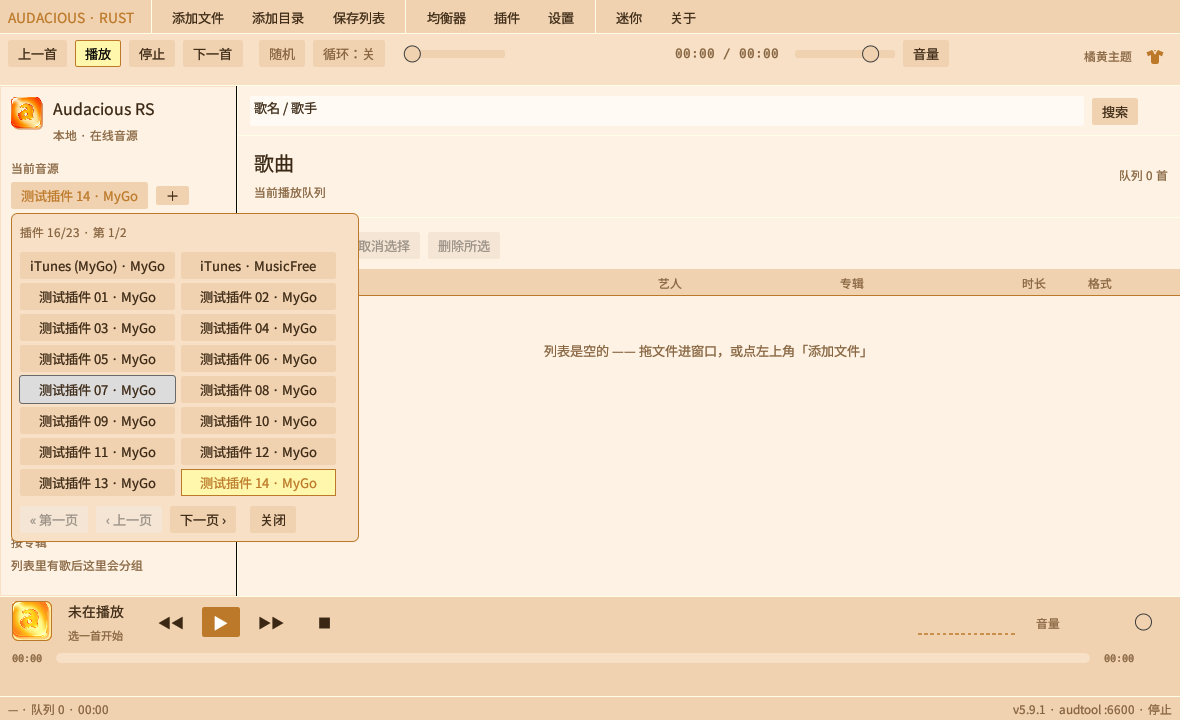 AUDACIOUS · RUST 添加文件 添加目录 保存列表 均衡器 插件 设置 迷你 关于
上一首 播放 停止 下一首 随机 循环：关 00:00 / 00:00 音量 橘黄主题
Audacious RS
本地 · 在线音源
歌名 / 歌手 搜索
当前音源
测试插件 14 · MyGo ＋
歌曲
当前播放队列
队列 0 首
插件 16/23 · 第 1/2
取消选择 删除所选
iTunes (MyGo) · MyGo iTunes · MusicFree
艺人 专辑 时长 格式
测试插件 01 · MyGo 测试插件 02 · MyGo
测试插件 03 · MyGo 测试插件 04 · MyGo
测试插件 05 · MyGo 测试插件 06 · MyGo
列表是空的 —— 拖文件进窗口，或点左上角「添加文件」
测试插件 07 · MyGo 测试插件 08 · MyGo
测试插件 09 · MyGo 测试插件 10 · MyGo
测试插件 11 · MyGo 测试插件 12 · MyGo
测试插件 13 · MyGo 测试插件 14 · MyGo
« 第一页 ‹ 上一页 下一页 › 关闭
按专辑
列表里有歌后这里会分组
未在播放
选一首开始
音量
00:00 00:00
— · 队列 0 · 00:00 v5.9.1 · audtool :6600 · 停止